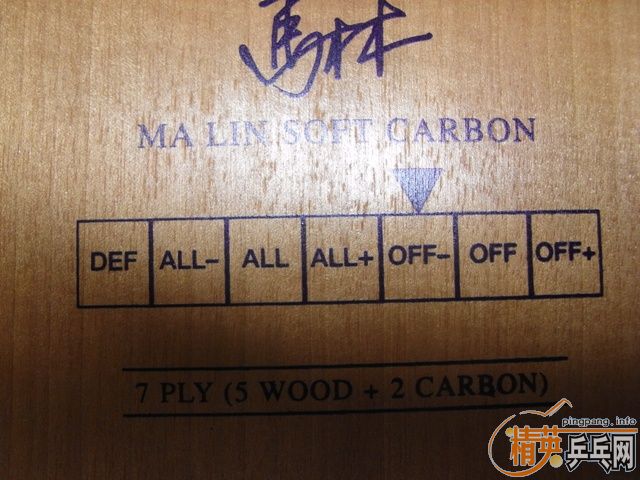 馬林
MA LIN SOFT CARBON
DEF ALL- ALL ALL+ OFF- OFF OFF+
7 PLY (5 WOOD + 2 CARBON)
pingpang.info
精英乒乓网